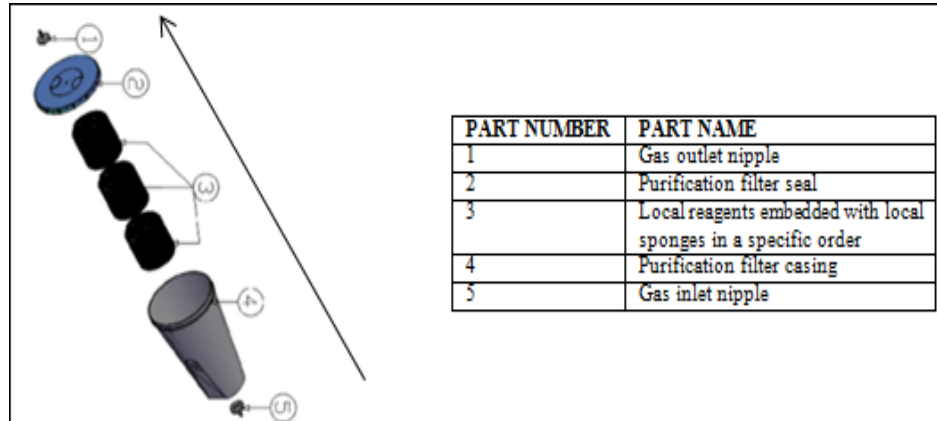 1
2
3
4
5
PART NUMBER PART NAME
1 Gas outlet nipple
2 Purification filter seal
3 Local reagents embedded with local
sponges in a specific order
4 Purification filter casing
5 Gas inlet nipple